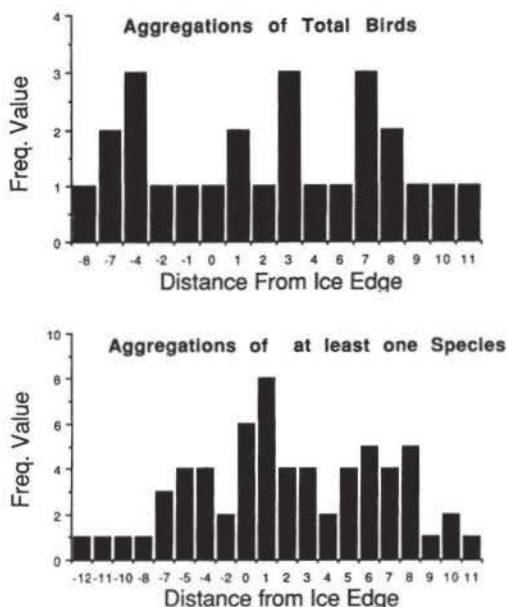 Aggregations of Total Birds
Freq. Value
4
3
2
1
0
-8 -7 -4 -2 -1 0 1 2 3 4 6 7 8 9 10 11
Distance From Ice Edge
Aggregations of at least one Species
Freq. Value
10
8
6
4
2
0
-12 -11 -10 -8 -7 -5 -4 -2 0 1 2 3 4 5 6 7 8 9 10 11
Distance from Ice Edge